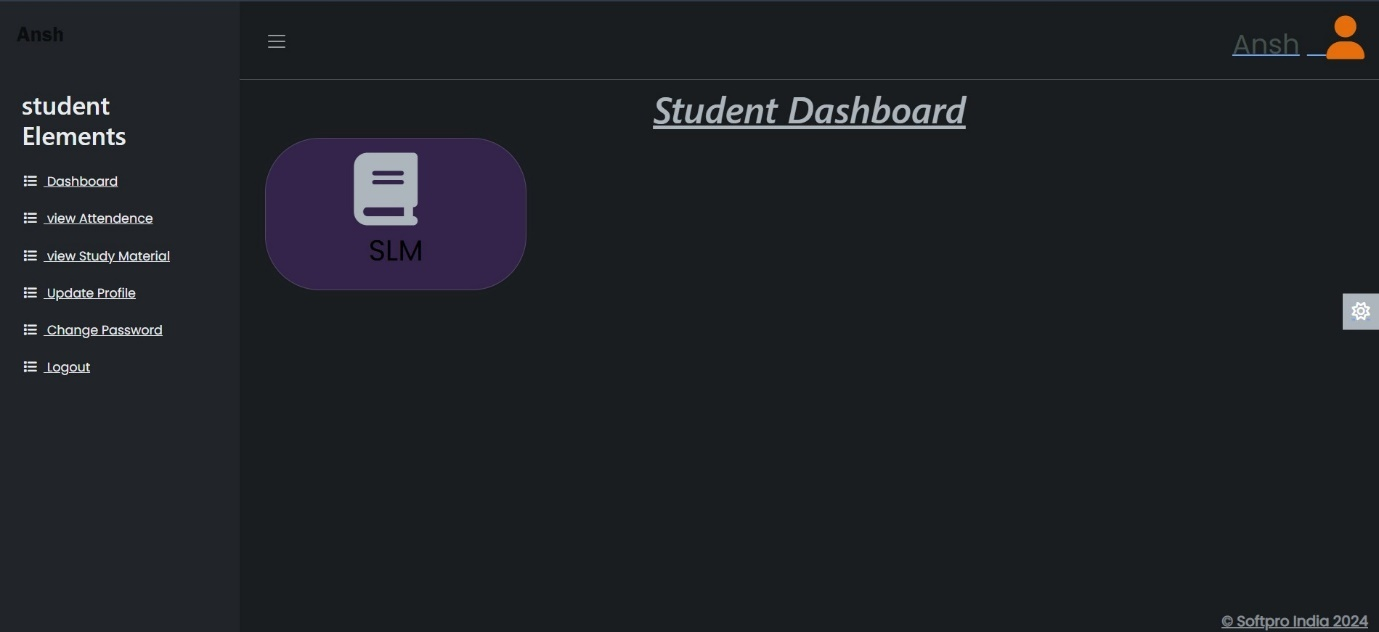 Ansh
Ansh
student
Elements
Dashboard
view Attendence
view Study Material
Update Profile
Change Password
Logout
Student Dashboard
SLM
© Softpro India 2024